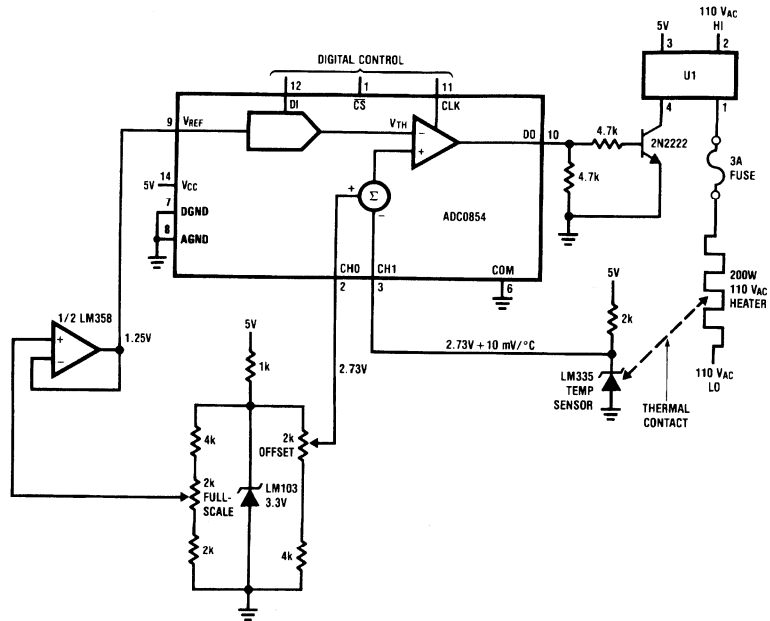 DIGITAL CONTROL
12
1
11
DI
CS
CLK
9
VREF
VTH
−
+
DO
10
5V
14
VCC
7
DGND
8
AGND
+
Σ
−
ADC0854
CH0
2
CH1
3
COM
6
4.7k
4.7k
2N2222
5V
3
110 VAC
HI
2
U1
4
1
3A
FUSE
200W
110 VAC
HEATER
110 VAC
LO
5V
2k
2.73V + 10 mV/°C
LM335
TEMP
SENSOR
THERMAL
CONTACT
1/2 LM358
+
−
1.25V
5V
1k
2.73V
4k
2k
FULL-
SCALE
2k
2k
OFFSET
LM103
3.3V
4k